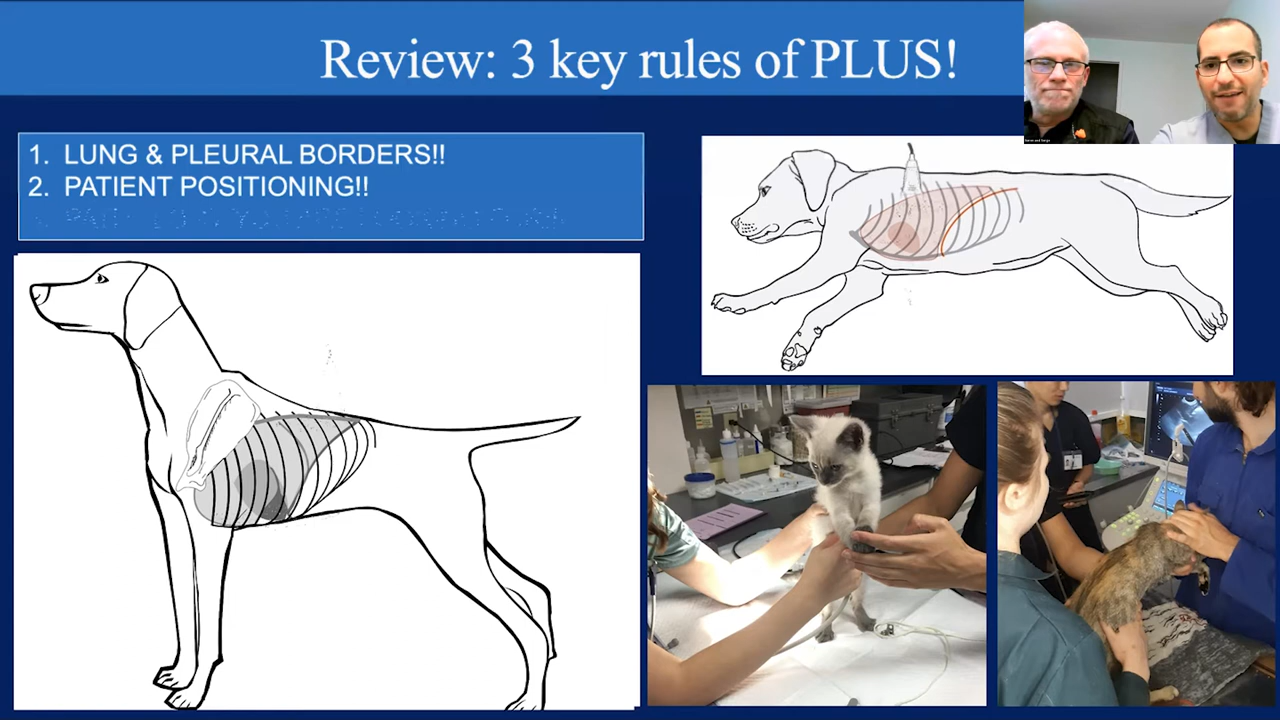 Review: 3 key rules of PLUS!
1. LUNG & PLEURAL BORDERS!!
2. PATIENT POSITIONING!!